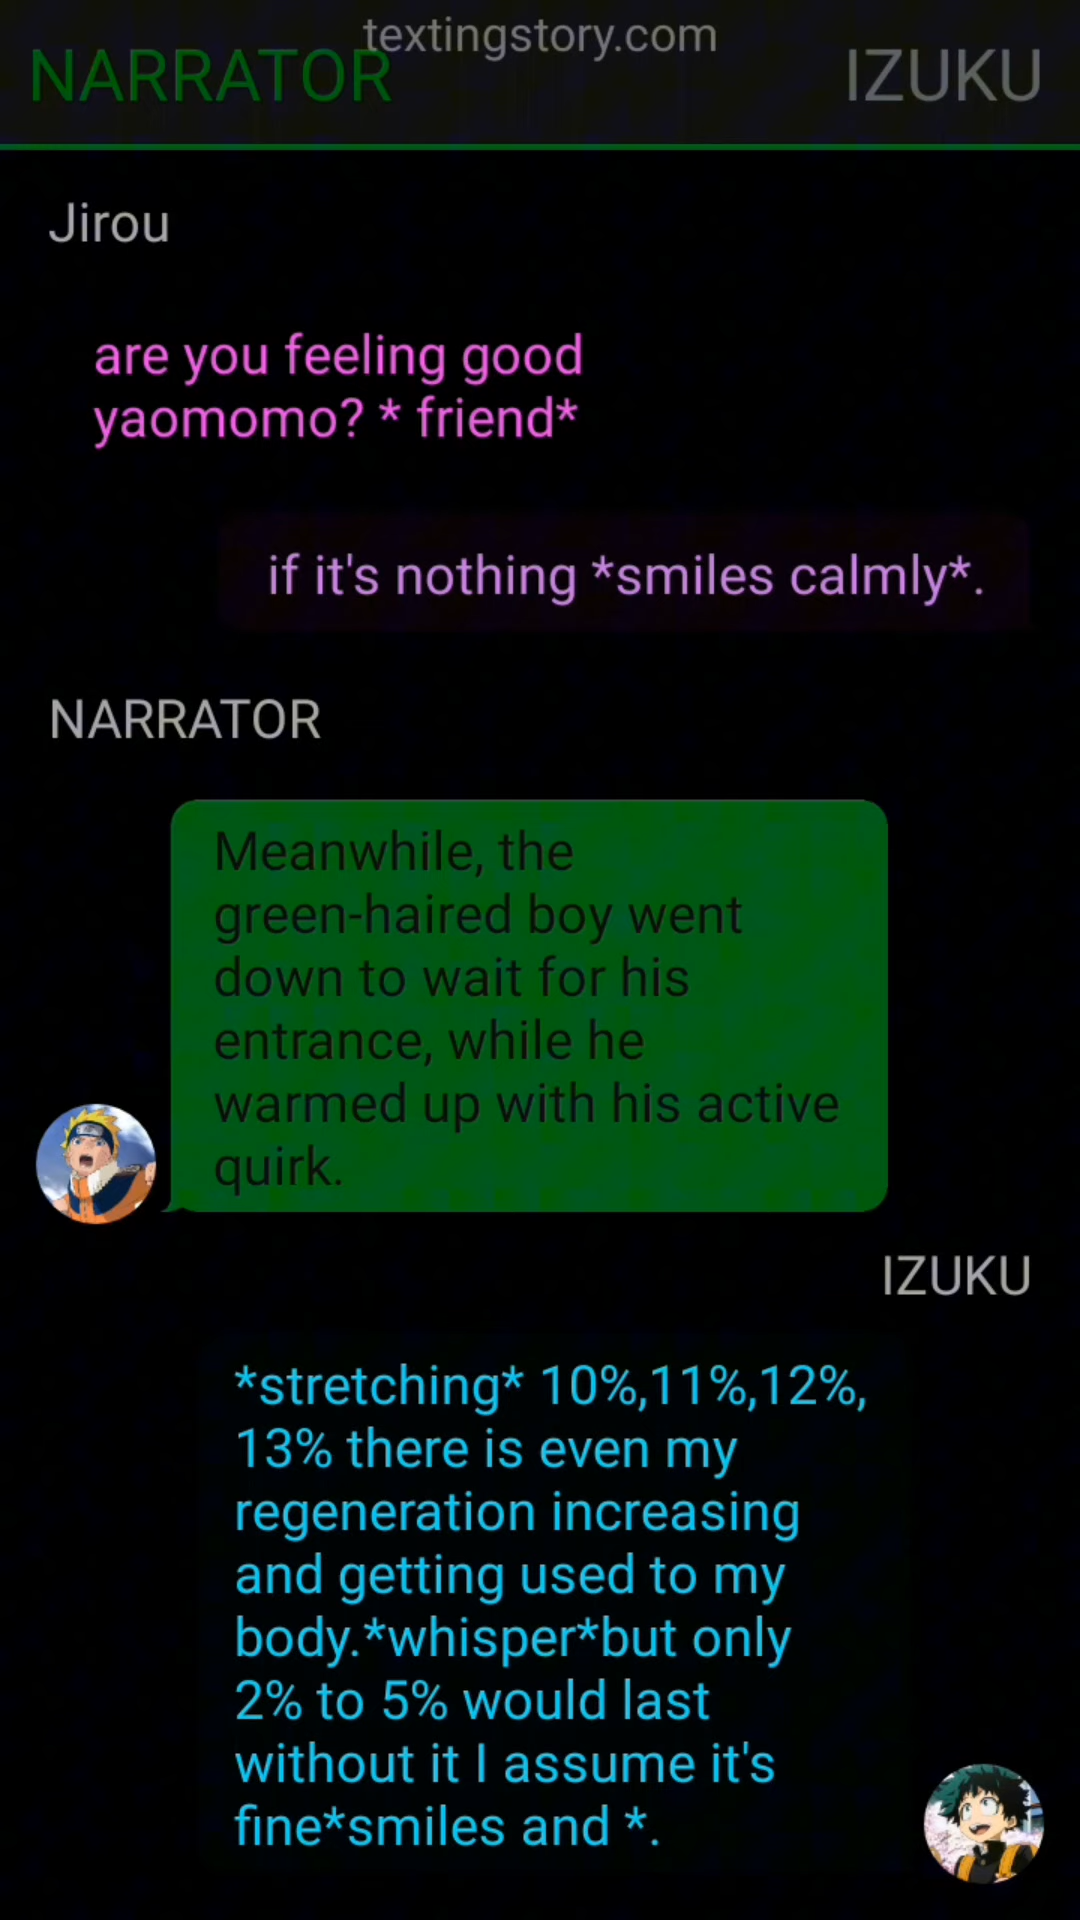 textingstory.com
NARRATOR IZUKU
Jirou
are you feeling good
yaomomo? * friend*
if it's nothing *smiles calmly*.
NARRATOR
Meanwhile, the
green-haired boy went
down to wait for his
entrance, while he
warmed up with his active
quirk.
IZUKU
*stretching* 10%,11%,12%,
13% there is even my
regeneration increasing
and getting used to my
body.*whisper*but only
2% to 5% would last
without it I assume it's
fine*smiles and *.